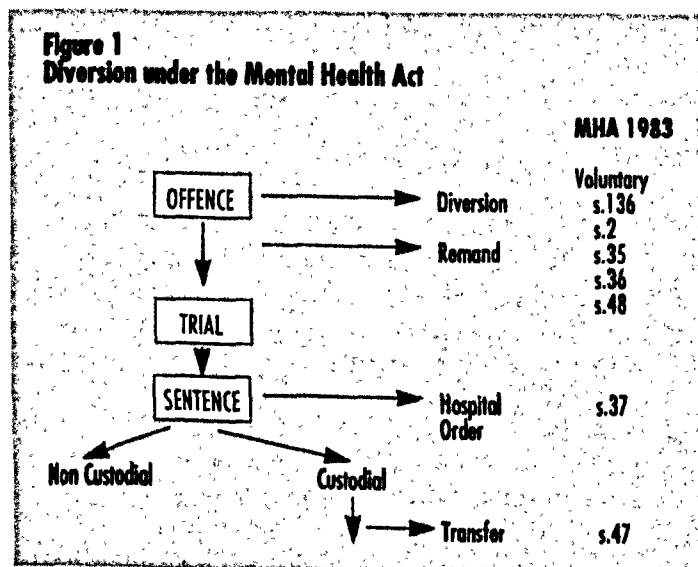 Figure 1
Diversion under the Mental Health Act
MHA 1983
Voluntary
OFFENCE
Diversion
s.136
s.2
Remand
s.35
s.36
s.48
TRIAL
SENTENCE
Hospital
Order
s.37
Non Custodial
Custodial
Transfer
s.47